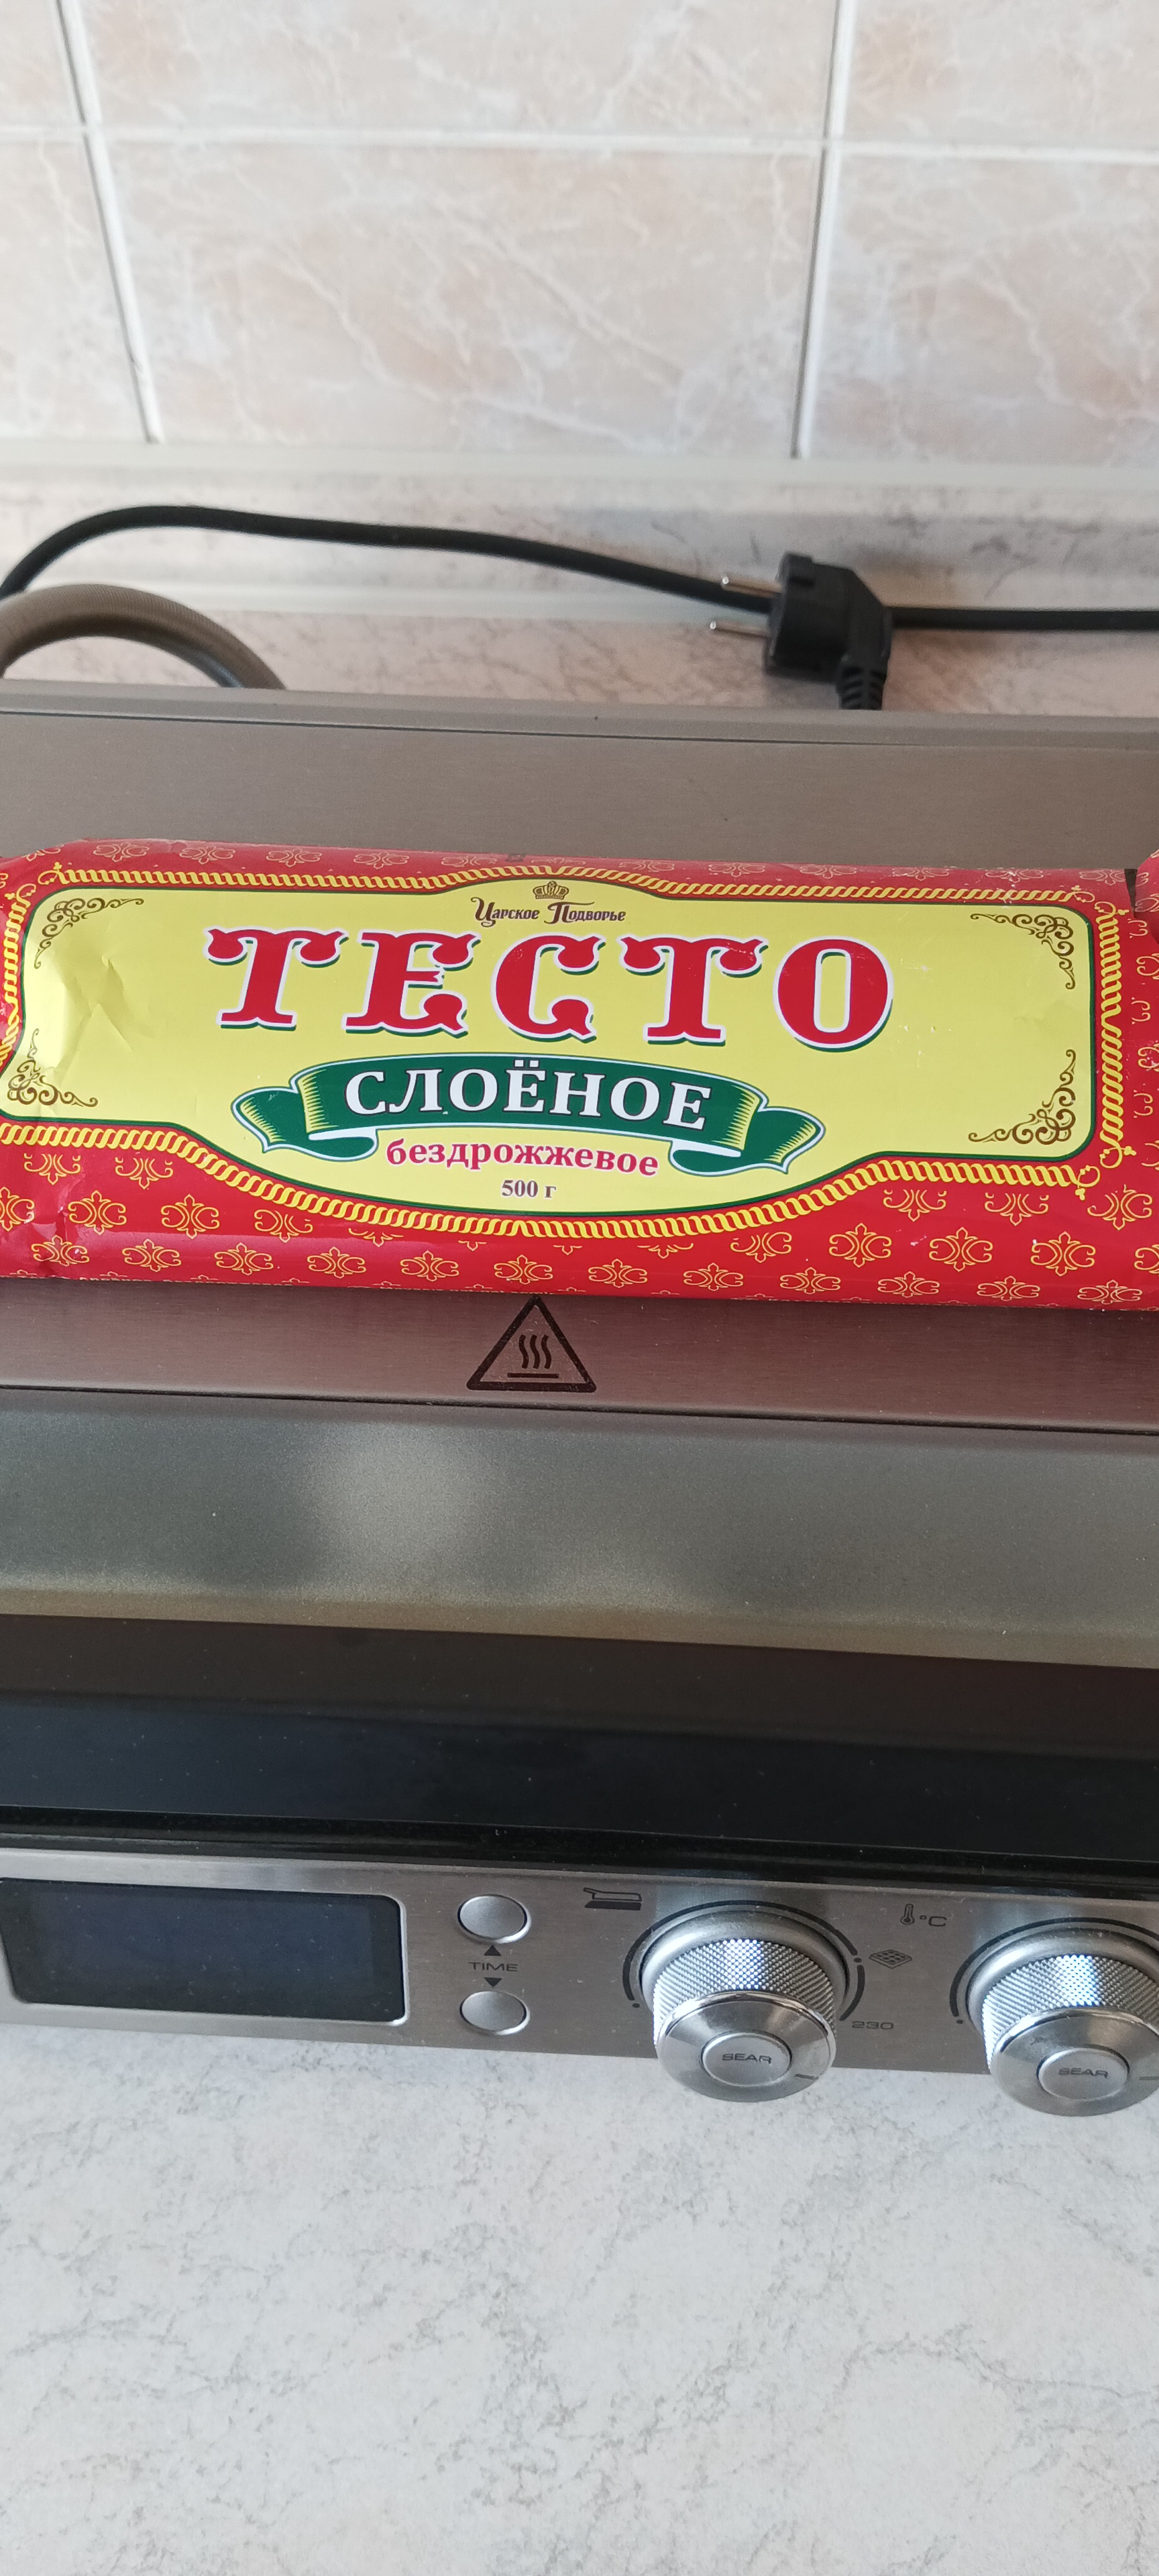 Царское Подворье
ТЕСТО
СЛОЁНОЕ
бездрожжевое
500 г
TIME
°C
230
SEAR
SEAR